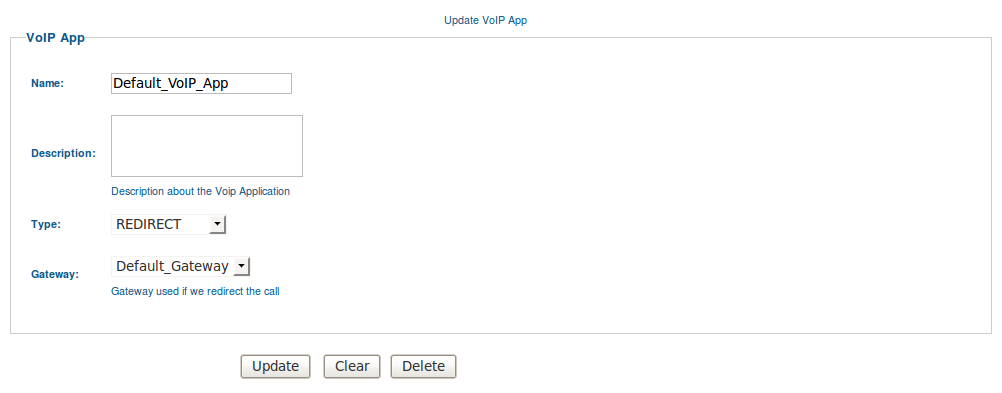 Update VoIP App
VoIP App
Name: Default_VoIP_App
Description:
Description about the Voip Application
Type: REDIRECT
Gateway: Default_Gateway
Gateway used if we redirect the call
Update Clear Delete